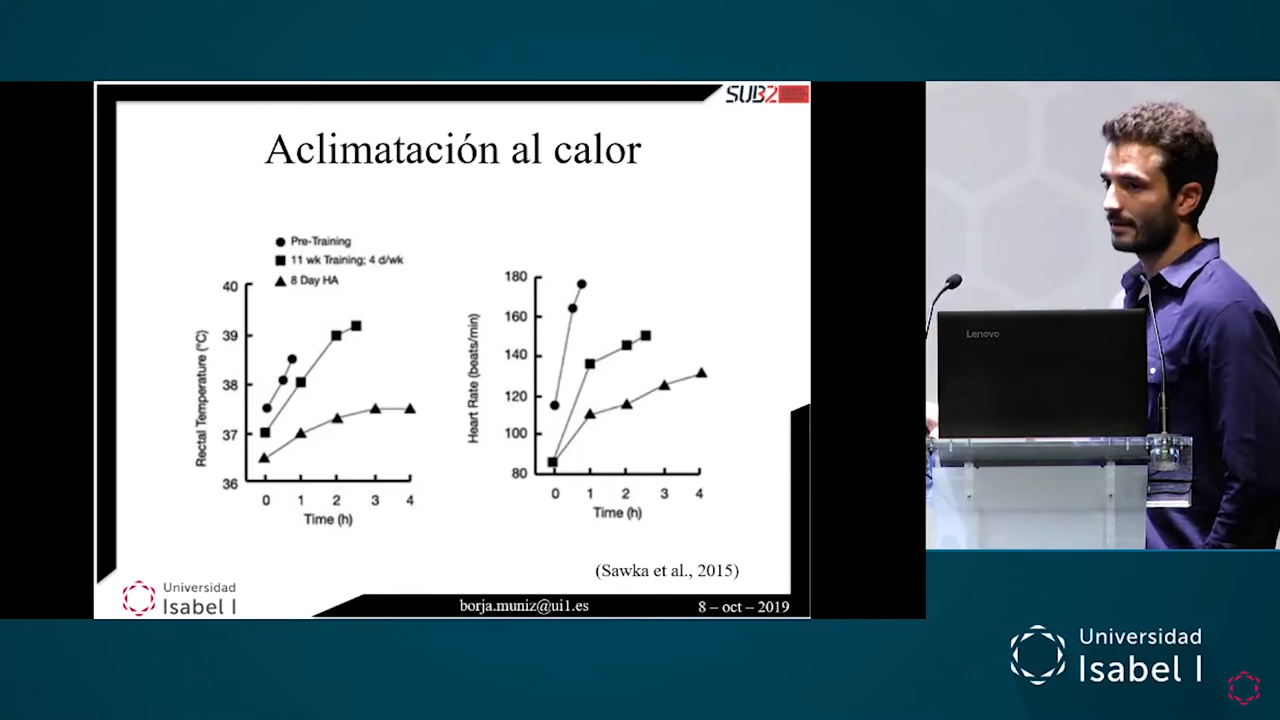 SUB2
Aclimatación al calor
Pre-Training
11 wk Training; 4 d/wk
8 Day HA
40
39
38
37
36
Rectal Temperature (°C)
0 1 2 3 4
Time (h)
180
160
140
120
100
80
Heart Rate (beats/min)
0 1 2 3 4
Time (h)
(Sawka et al., 2015)
Universidad
Isabel I
borja.muniz@ui1.es
8 – oct – 2019
Lenovo
Universidad
Isabel I